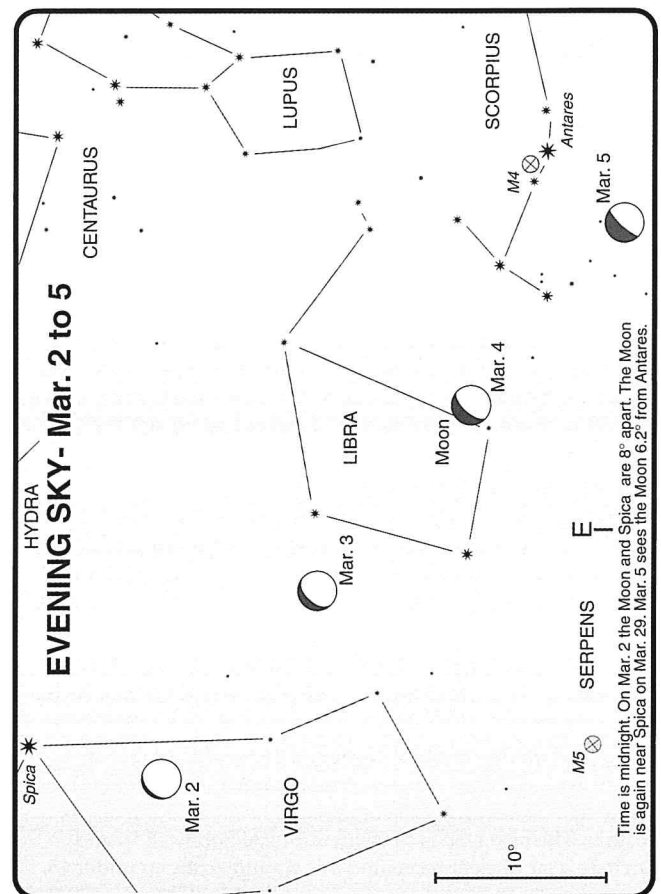 EVENING SKY- Mar. 2 to 5
HYDRA
CENTAURUS
LUPUS
SCORPIUS
Spica
Mar. 2
VIRGO
Mar. 3
LIBRA
Moon
Mar. 4
M4
Antares
Mar. 5
M5
SERPENS
E
10°
Time is midnight. On Mar. 2 the Moon and Spica are 8° apart. The Moon
is again near Spica on Mar. 29. Mar. 5 sees the Moon 6.2° from Antares.